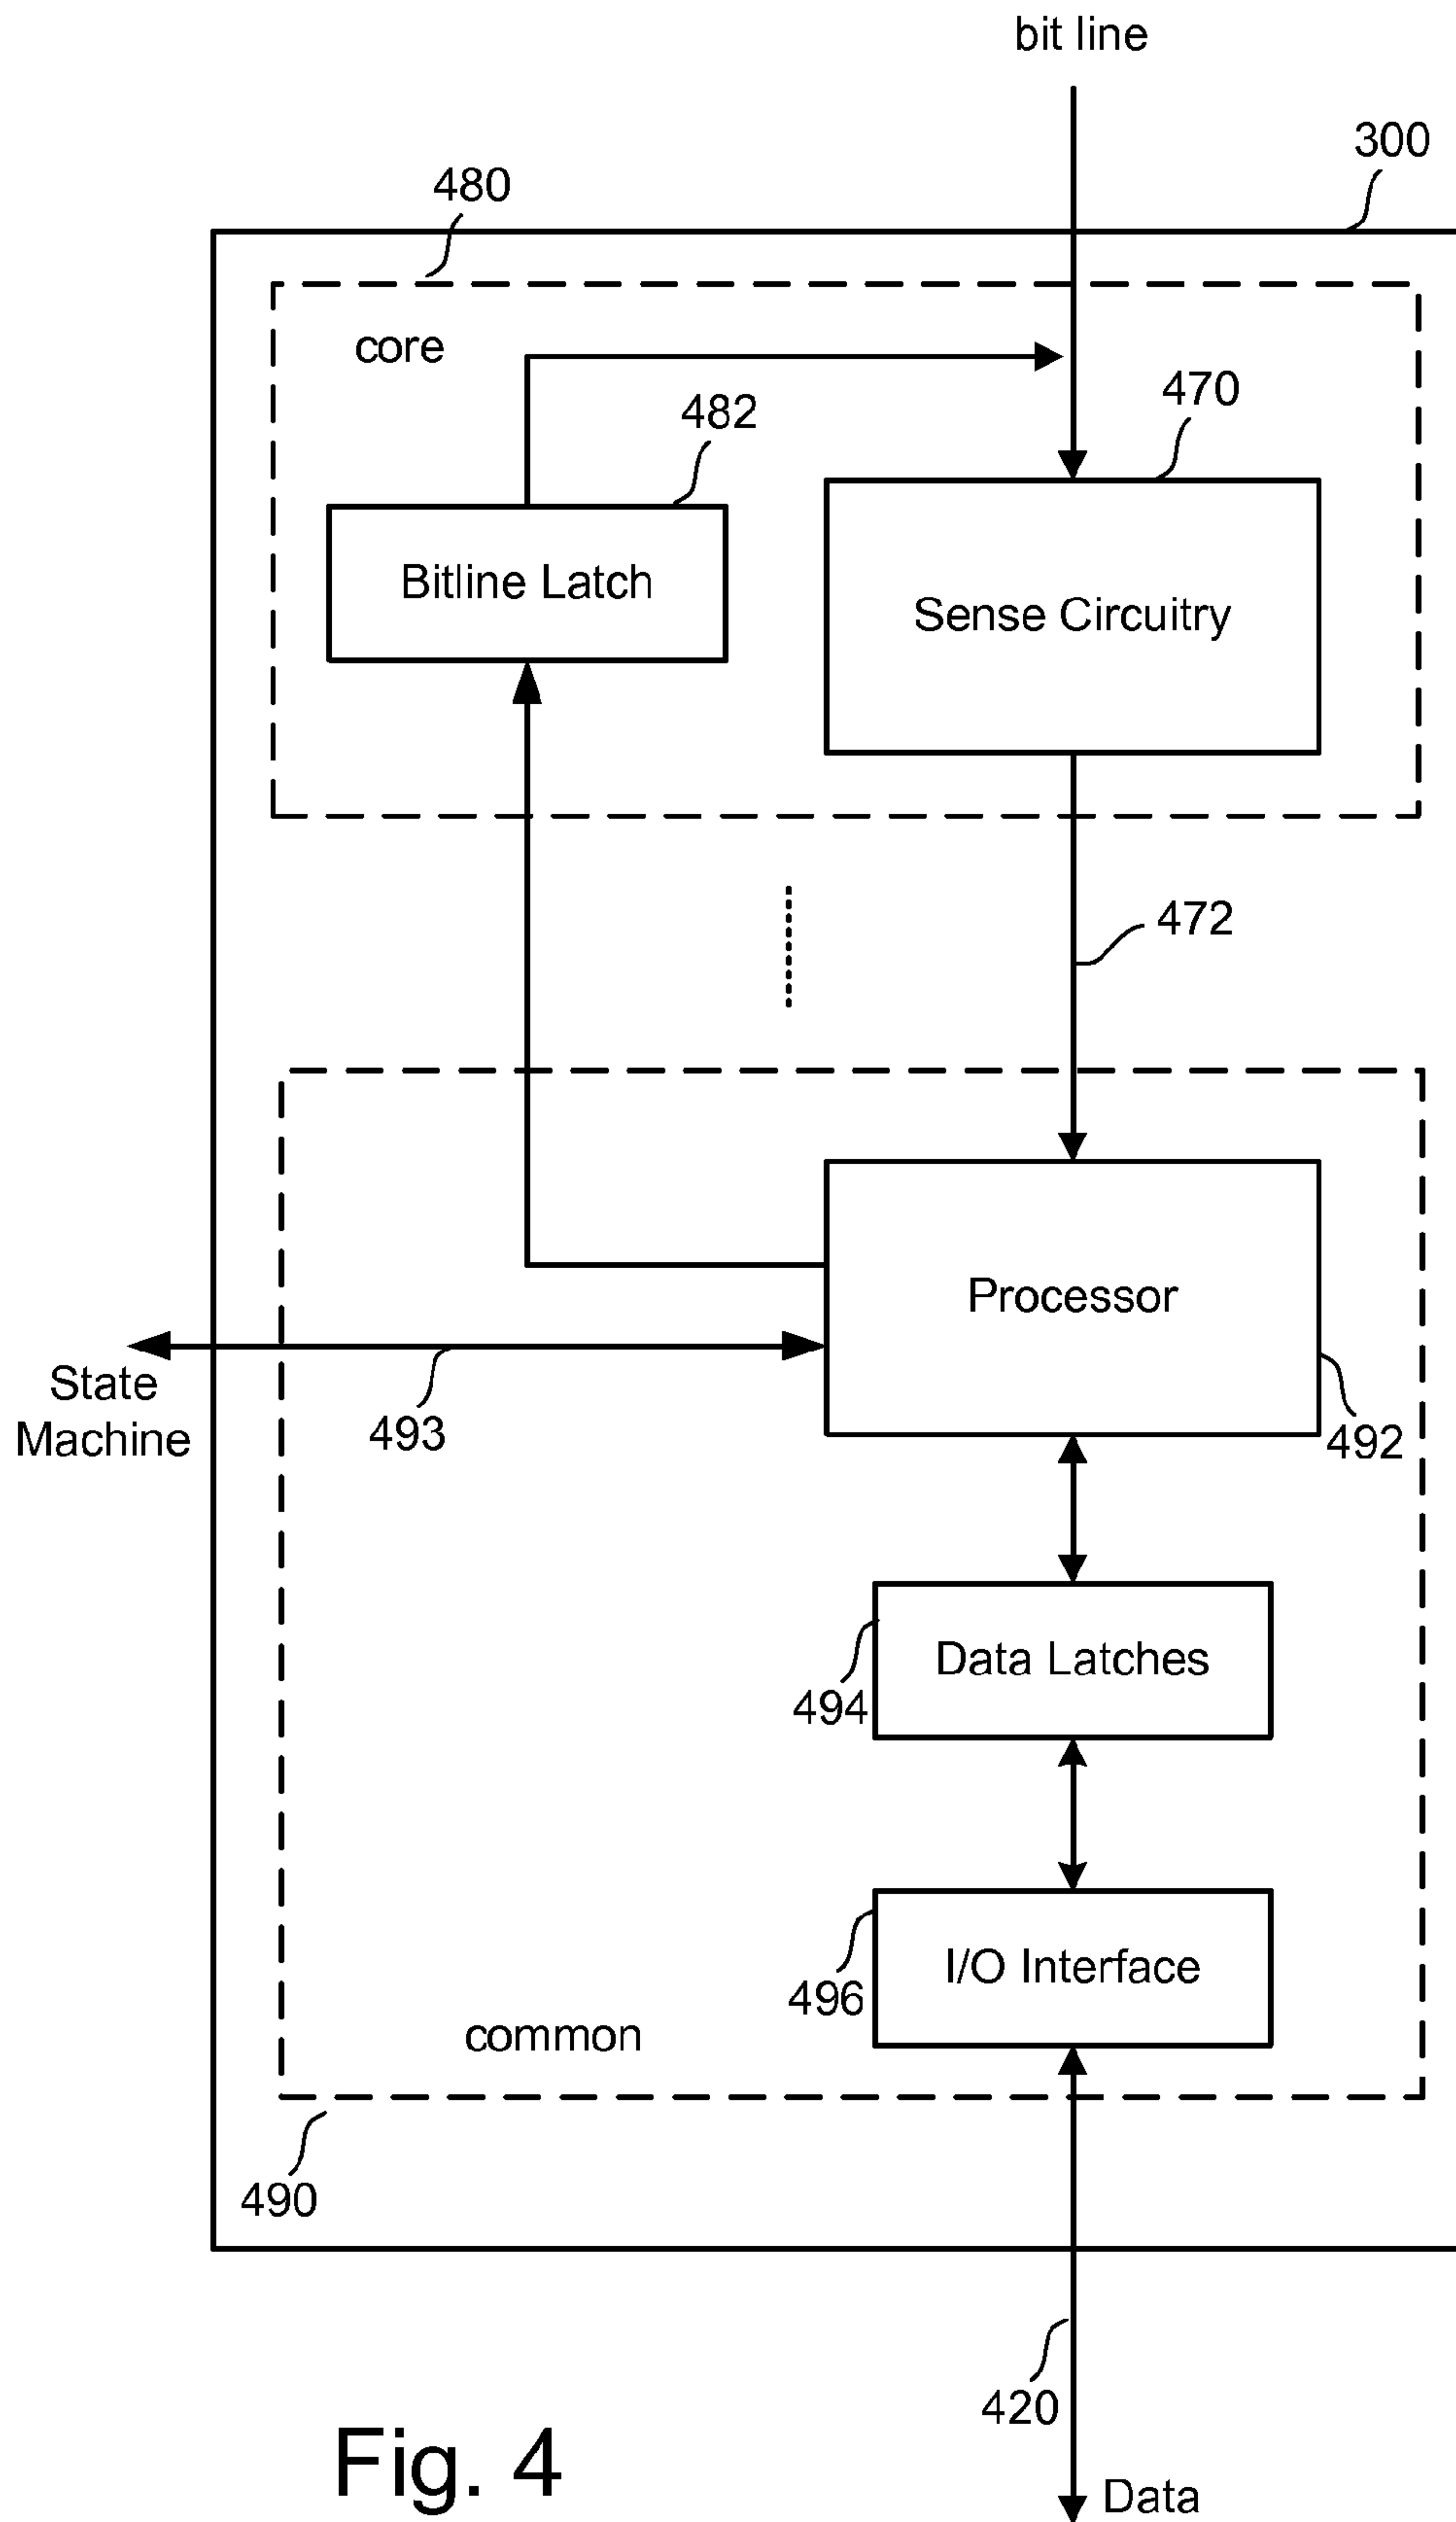 bit line
300
480
core
470
482
Bitline Latch
Sense Circuitry
472
Processor
State
Machine
493
492
Data Latches
494
I/O Interface
496
common
490
420
Fig. 4
Data